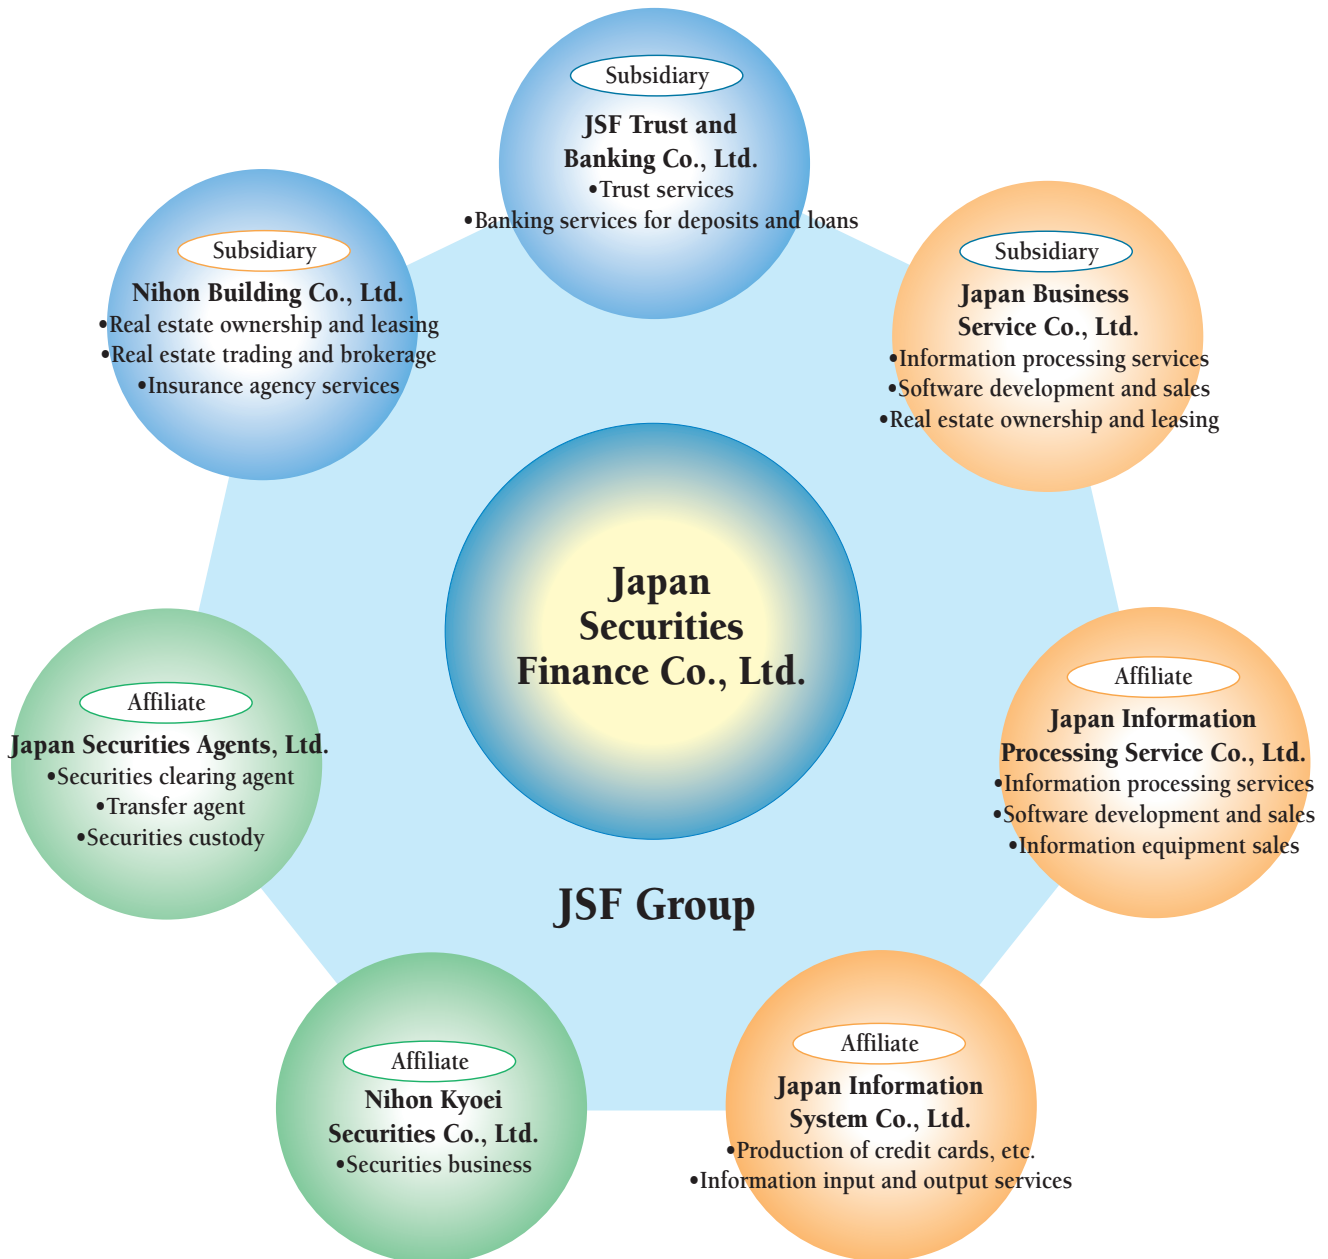 Subsidiary
JSF Trust and
Banking Co., Ltd.
•Trust services
•Banking services for deposits and loans
Subsidiary
Nihon Building Co., Ltd.
•Real estate ownership and leasing
•Real estate trading and brokerage
•Insurance agency services
Subsidiary
Japan Business
Service Co., Ltd.
•Information processing services
•Software development and sales
•Real estate ownership and leasing
Japan
Securities
Finance Co., Ltd.
Affiliate
Japan Securities Agents, Ltd.
•Securities clearing agent
•Transfer agent
•Securities custody
Affiliate
Japan Information
Processing Service Co., Ltd.
•Information processing services
•Software development and sales
•Information equipment sales
JSF Group
Affiliate
Nihon Kyoei
Securities Co., Ltd.
•Securities business
Affiliate
Japan Information
System Co., Ltd.
•Production of credit cards, etc.
•Information input and output services